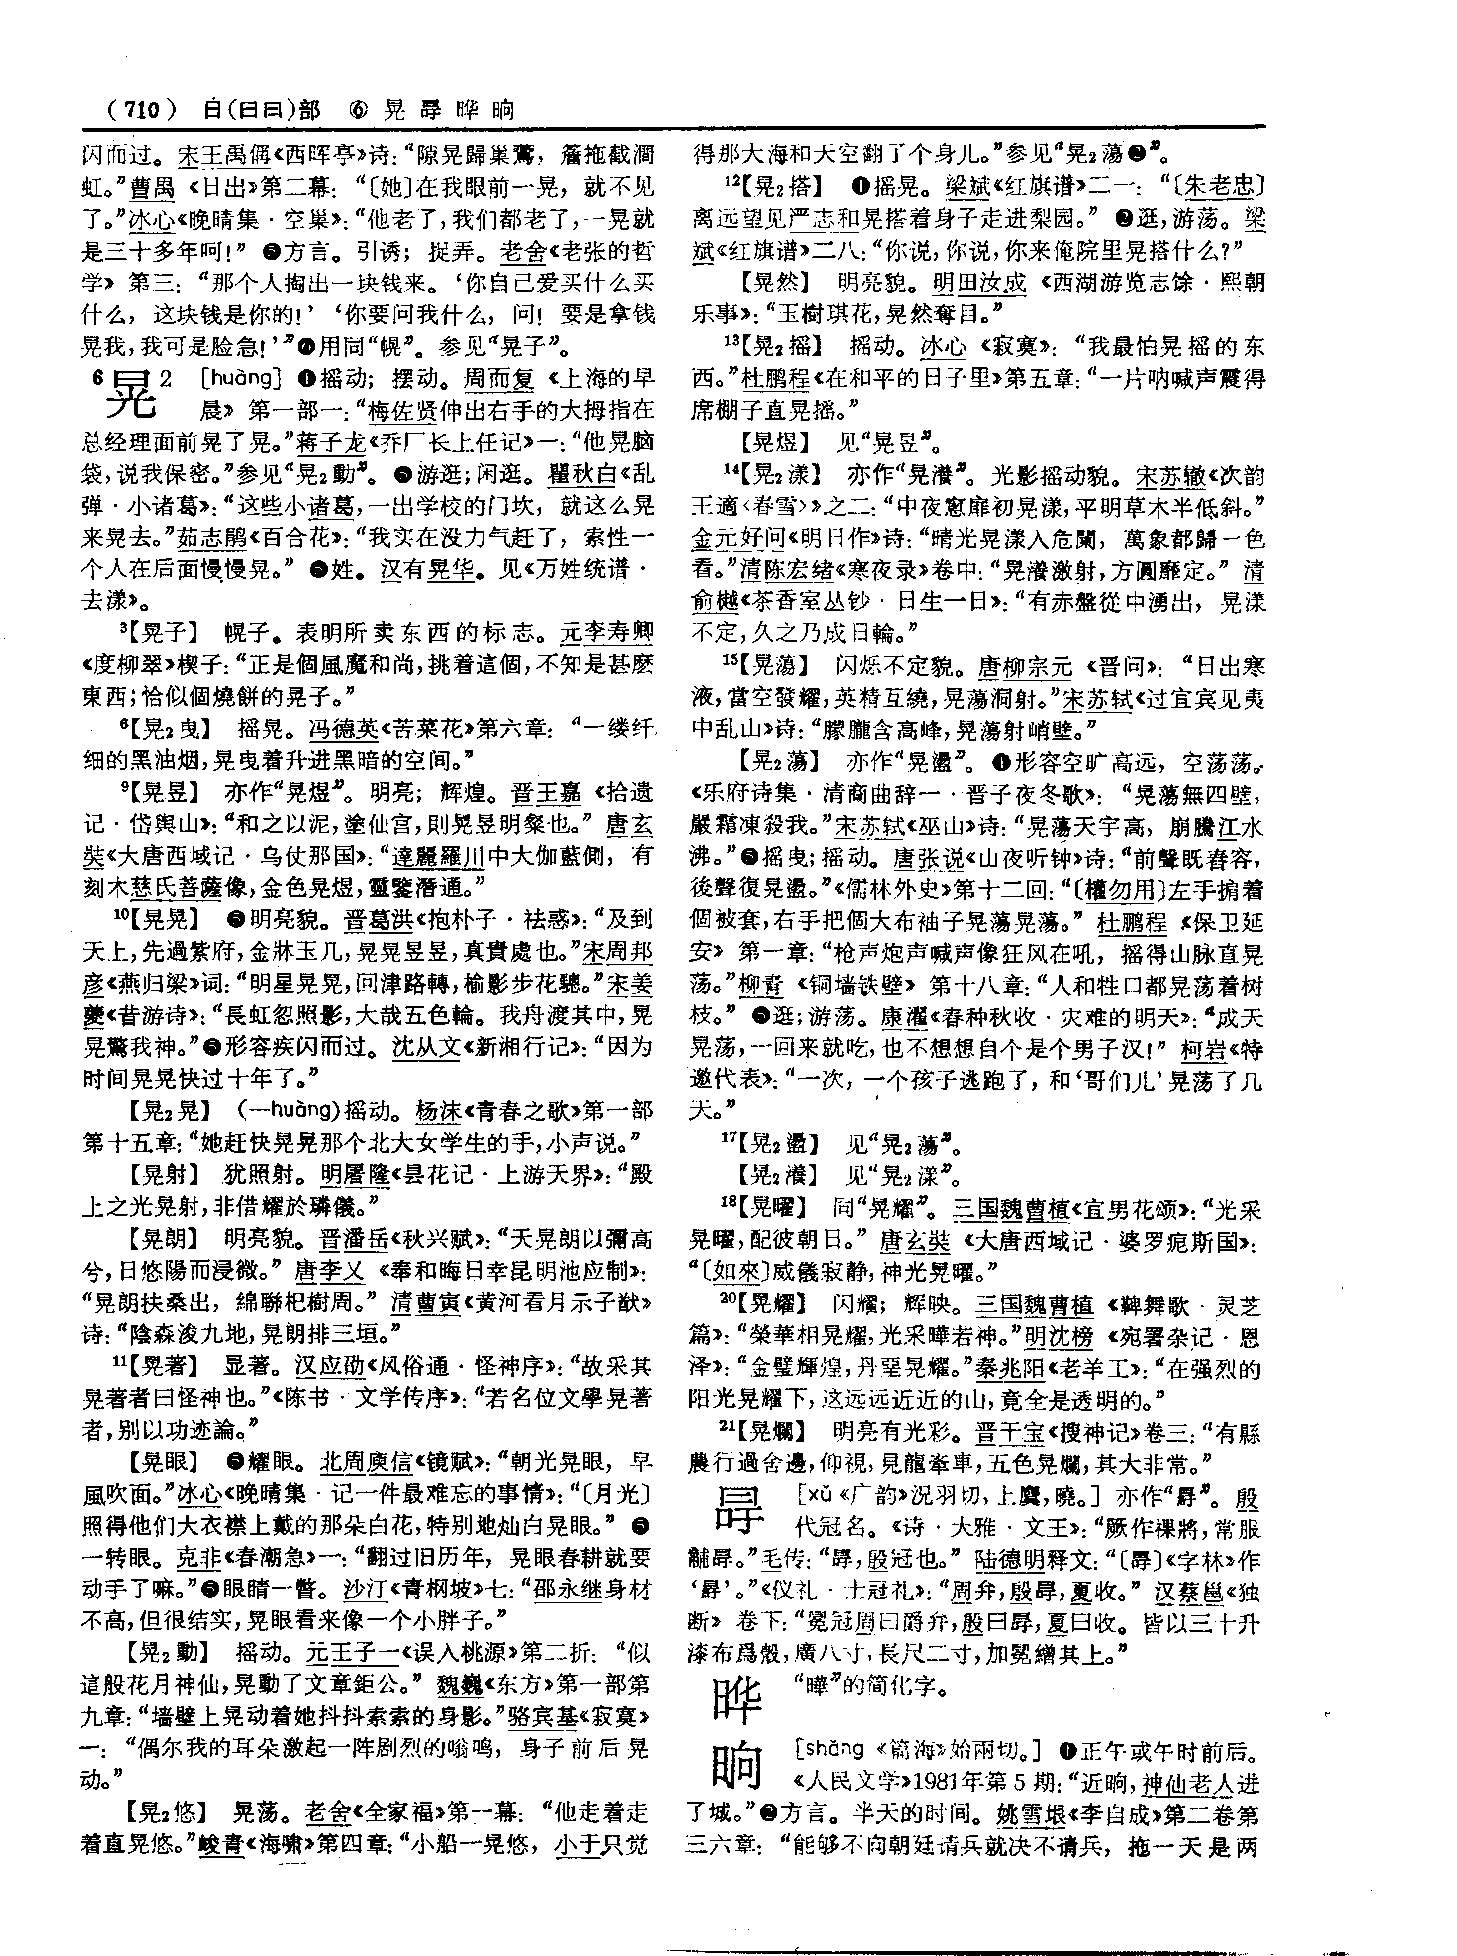 (710) 日(日曰)部 ⑥ 晃 冔 晔 晌
闪而过。宋王禹偁《西晖亭》诗：“隙晃歸巢鷰，簷拖截澗
虹。”曹禺《日出》第二幕：“〔她〕在我眼前一晃，就不见
了。”冰心《晚晴集·空巢》：“他老了，我们都老了，一晃就
是三十多年呵！”❺方言。引诱；捉弄。老舍《老张的哲
学》第三：“那个人掏出一块钱来。‘你自己爱买什么买
什么，这块钱是你的！’‘你要问我什么，问！要是拿钱
晃我，我可是脸急！’”❻用同“幌”。参见“晃子”。
6晃2 [huàng] ❶摇动；摆动。周而复《上海的早
晨》第一部一：“梅佐贤伸出右手的大拇指在
总经理面前晃了晃。”蒋子龙《乔厂长上任记》一：“他晃脑
袋，说我保密。”参见“晃2動”。❷游逛；闲逛。瞿秋白《乱
弹·小诸葛》：“这些小诸葛，一出学校的门坎，就这么晃
来晃去。”茹志鹃《百合花》：“我实在没力气赶了，索性一
个人在后面慢慢晃。”❸姓。汉有晃华。见《万姓统谱·
去漾》。
3【晃子】 幌子。表明所卖东西的标志。元李寿卿
《度柳翠》楔子：“正是個風魔和尚，挑着這個，不知是甚麽
東西；恰似個燒餅的晃子。”
6【晃2曳】 摇晃。冯德英《苦菜花》第六章：“一缕纤
细的黑油烟，晃曳着升进黑暗的空间。”
9【晃昱】 亦作“晃煜”。明亮；辉煌。晋王嘉《拾遗
记·岱舆山》：“和之以泥，塗仙宫，則晃昱明粲也。”唐玄
奘《大唐西域记·乌仗那国》：“達麗羅川中大伽藍側，有
刻木慈氏菩薩像，金色晃煜，靈鑒潛通。”
10【晃晃】 ❶明亮貌。晋葛洪《抱朴子·袪惑》：“及到
天上，先過紫府，金牀玉几，晃晃昱昱，真貴處也。”宋周邦
彦《燕归梁》词：“明星晃晃，回津路轉，榆影步花驄。”宋姜
夔《昔游诗》：“長虹忽照影，大哉五色輪。我舟渡其中，晃
晃驚我神。”❷形容疾闪而过。沈从文《新湘行记》：“因为
时间晃晃快过十年了。”
【晃2晃】 （—huàng）摇动。杨沫《青春之歌》第一部
第十五章：“她赶快晃晃那个北大女学生的手，小声说。”
【晃射】 犹照射。明屠隆《昙花记·上游天界》：“殿
上之光晃射，非借耀於璘儀。”
【晃朗】 明亮貌。晋潘岳《秋兴赋》：“天晃朗以彌高
兮，日悠陽而浸微。”唐李乂《奉和晦日幸昆明池应制》：
“晃朗扶桑出，綿聯杞樹周。”清曹寅《黄河看月示子猷》
诗：“陰森浚九地，晃朗排三垣。”
11【晃著】 显著。汉应劭《风俗通·怪神序》：“故采其
晃著者曰怪神也。”《陈书·文学传序》：“若名位文學晃著
者，别以功迹論。”
【晃眼】 ❶耀眼。北周庾信《镜赋》：“朝光晃眼，早
風吹面。”冰心《晚晴集·记一件最难忘的事情》：“〔月光〕
照得他们大衣襟上戴的那朵白花，特别地灿白晃眼。”❷
一转眼。克非《春潮急》一：“翻过旧历年，晃眼春耕就要
动手了嘛。”❸眼睛一瞥。沙汀《青㭎坡》七：“邵永继身材
不高，但很结实，晃眼看来像一个小胖子。”
【晃2動】 摇动。元王子一《误入桃源》第二折：“似
這般花月神仙，晃動了文章鉅公。”魏巍《东方》第一部第
九章：“墙壁上晃动着她抖抖索索的身影。”骆宾基《寂寞》
一：“偶尔我的耳朵激起一阵剧烈的嗡鸣，身子前后晃
动。”
【晃2悠】 晃荡。老舍《全家福》第一幕：“他走着走
着直晃悠。”峻青《海啸》第四章：“小船一晃悠，小于只觉
得那大海和天空翻了个身儿。”参见“晃2蕩❷”。
12【晃2搭】 ❶摇晃。梁斌《红旗谱》二一：“〔朱老忠〕
离远望见严志和晃搭着身子走进梨园。”❷逛，游荡。梁
斌《红旗谱》二八：“你说，你说，你来俺院里晃搭什么？”
【晃然】 明亮貌。明田汝成《西湖游览志馀·熙朝
乐事》：“玉樹琪花，晃然奪目。”
13【晃2摇】 摇动。冰心《寂寞》：“我最怕晃摇的东
西。”杜鹏程《在和平的日子里》第五章：“一片呐喊声震得
席棚子直晃摇。”
【晃煜】 见“晃昱”。
14【晃2漾】 亦作“晃瀁”。光影摇动貌。宋苏辙《次韵
王適〈春雪〉》之二：“中夜窻扉初晃漾，平明草木半低斜。”
金元好问《明日作》诗：“晴光晃漾入危闌，萬象都歸一色
看。”清陈宏绪《寒夜录》卷中：“晃瀁激射，方圓靡定。”清
俞樾《茶香室丛钞·日生一日》：“有赤盤從中湧出，晃漾
不定，久之乃成日輪。”
15【晃蕩】 闪烁不定貌。唐柳宗元《晋问》：“日出寒
液，當空發耀，英精互繞，晃蕩洞射。”宋苏轼《过宜宾见夷
中乱山》诗：“朦朧含高峰，晃蕩射峭壁。”
【晃2蕩】 亦作“晃盪”。❶形容空旷高远，空荡荡。
《乐府诗集·清商曲辞一·晋子夜冬歌》：“晃蕩無四壁，
嚴霜凍殺我。”宋苏轼《巫山》诗：“晃蕩天宇高，崩騰江水
沸。”❷摇曳；摇动。唐张说《山夜听钟》诗：“前聲既舂容，
後聲復晃盪。”《儒林外史》第十二回：“〔權勿用〕左手掮着
個被套，右手把個大布袖子晃蕩晃蕩。”杜鹏程《保卫延
安》第一章：“枪声炮声喊声像狂风在吼，摇得山脉直晃
荡。”柳青《铜墙铁壁》第十八章：“人和牲口都晃荡着树
枝。”❸逛；游荡。康濯《春种秋收·灾难的明天》：“成天
晃荡，一回来就吃，也不想想自个是个男子汉！”柯岩《特
邀代表》：“一次，一个孩子逃跑了，和‘哥们儿’晃荡了几
天。”
17【晃2盪】 见“晃2蕩”。
【晃2瀁】 见“晃2漾”。
18【晃曜】 同“晃耀”。三国魏曹植《宜男花颂》：“光采
晃曜，配彼朝日。”唐玄奘《大唐西域记·婆罗痆斯国》：
“〔如來〕威儀寂静，神光晃曜。”
20【晃耀】 闪耀；辉映。三国魏曹植《鞞舞歌·灵芝
篇》：“榮華相晃耀，光采曄若神。”明沈榜《宛署杂记·恩
泽》：“金璧輝煌，丹堊晃耀。”秦兆阳《老羊工》：“在强烈的
阳光晃耀下，这远远近近的山，竟全是透明的。”
21【晃爛】 明亮有光彩。晋干宝《搜神记》卷三：“有縣
農行過舍邊，仰視，見龍牽車，五色晃爛，其大非常。”
冔 [xǔ《广韵》况羽切，上麌，曉。]亦作“冔”。殷
代冠名。《诗·大雅·文王》：“厥作祼將，常服
黼冔。”毛传：“冔，殷冠也。”陆德明释文：“〔冔〕《字林》作
‘冔’。”《仪礼·士冠礼》：“周弁，殷冔，夏收。”汉蔡邕《独
断》卷下：“冕冠周曰爵弁，殷曰冔，夏曰收。皆以三十升
漆布爲殼，廣八寸，長尺二寸，加冕繒其上。”
晔 “曄”的简化字。
晌 [shǎng《篇海》始兩切。]❶正午或午时前后。
《人民文学》1981年第5期：“近晌，神仙老人进
了城。”❷方言。半天的时间。姚雪垠《李自成》第二卷第
三六章：“能够不向朝廷请兵就决不请兵，拖一天是两